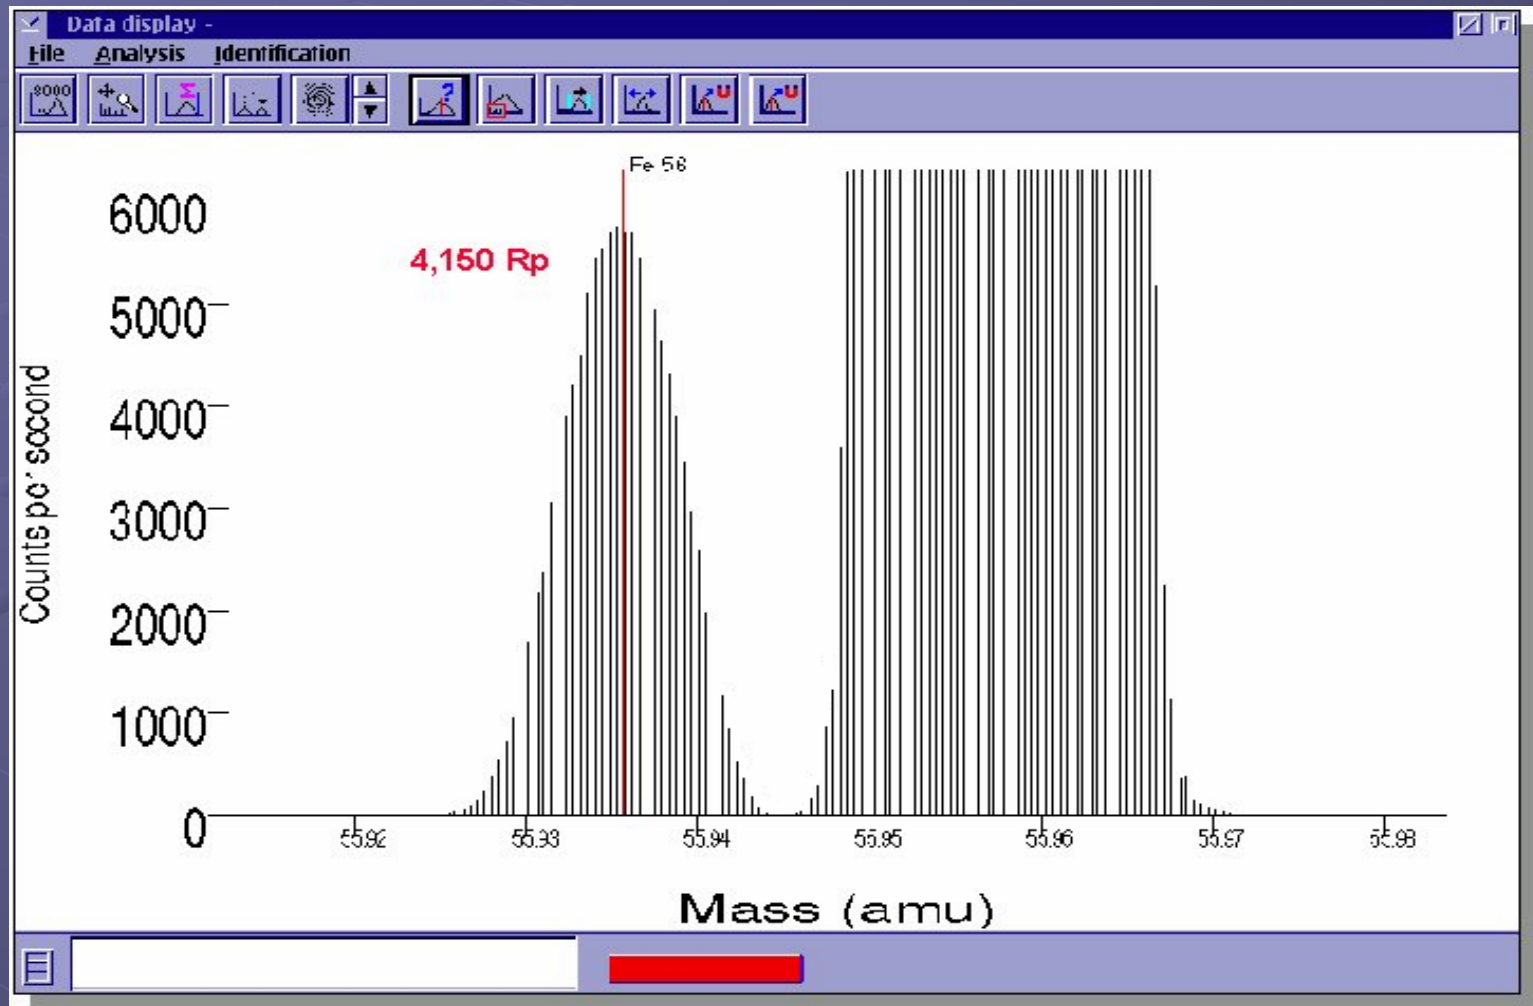 Data display -
File Analysis Identification
8000
Fe 56
6000
4,150 Rp
5000
4000
3000
2000
1000
0
Counts per second
55.92 55.93 55.94 55.95 55.96 55.97 55.98
Mass (amu)